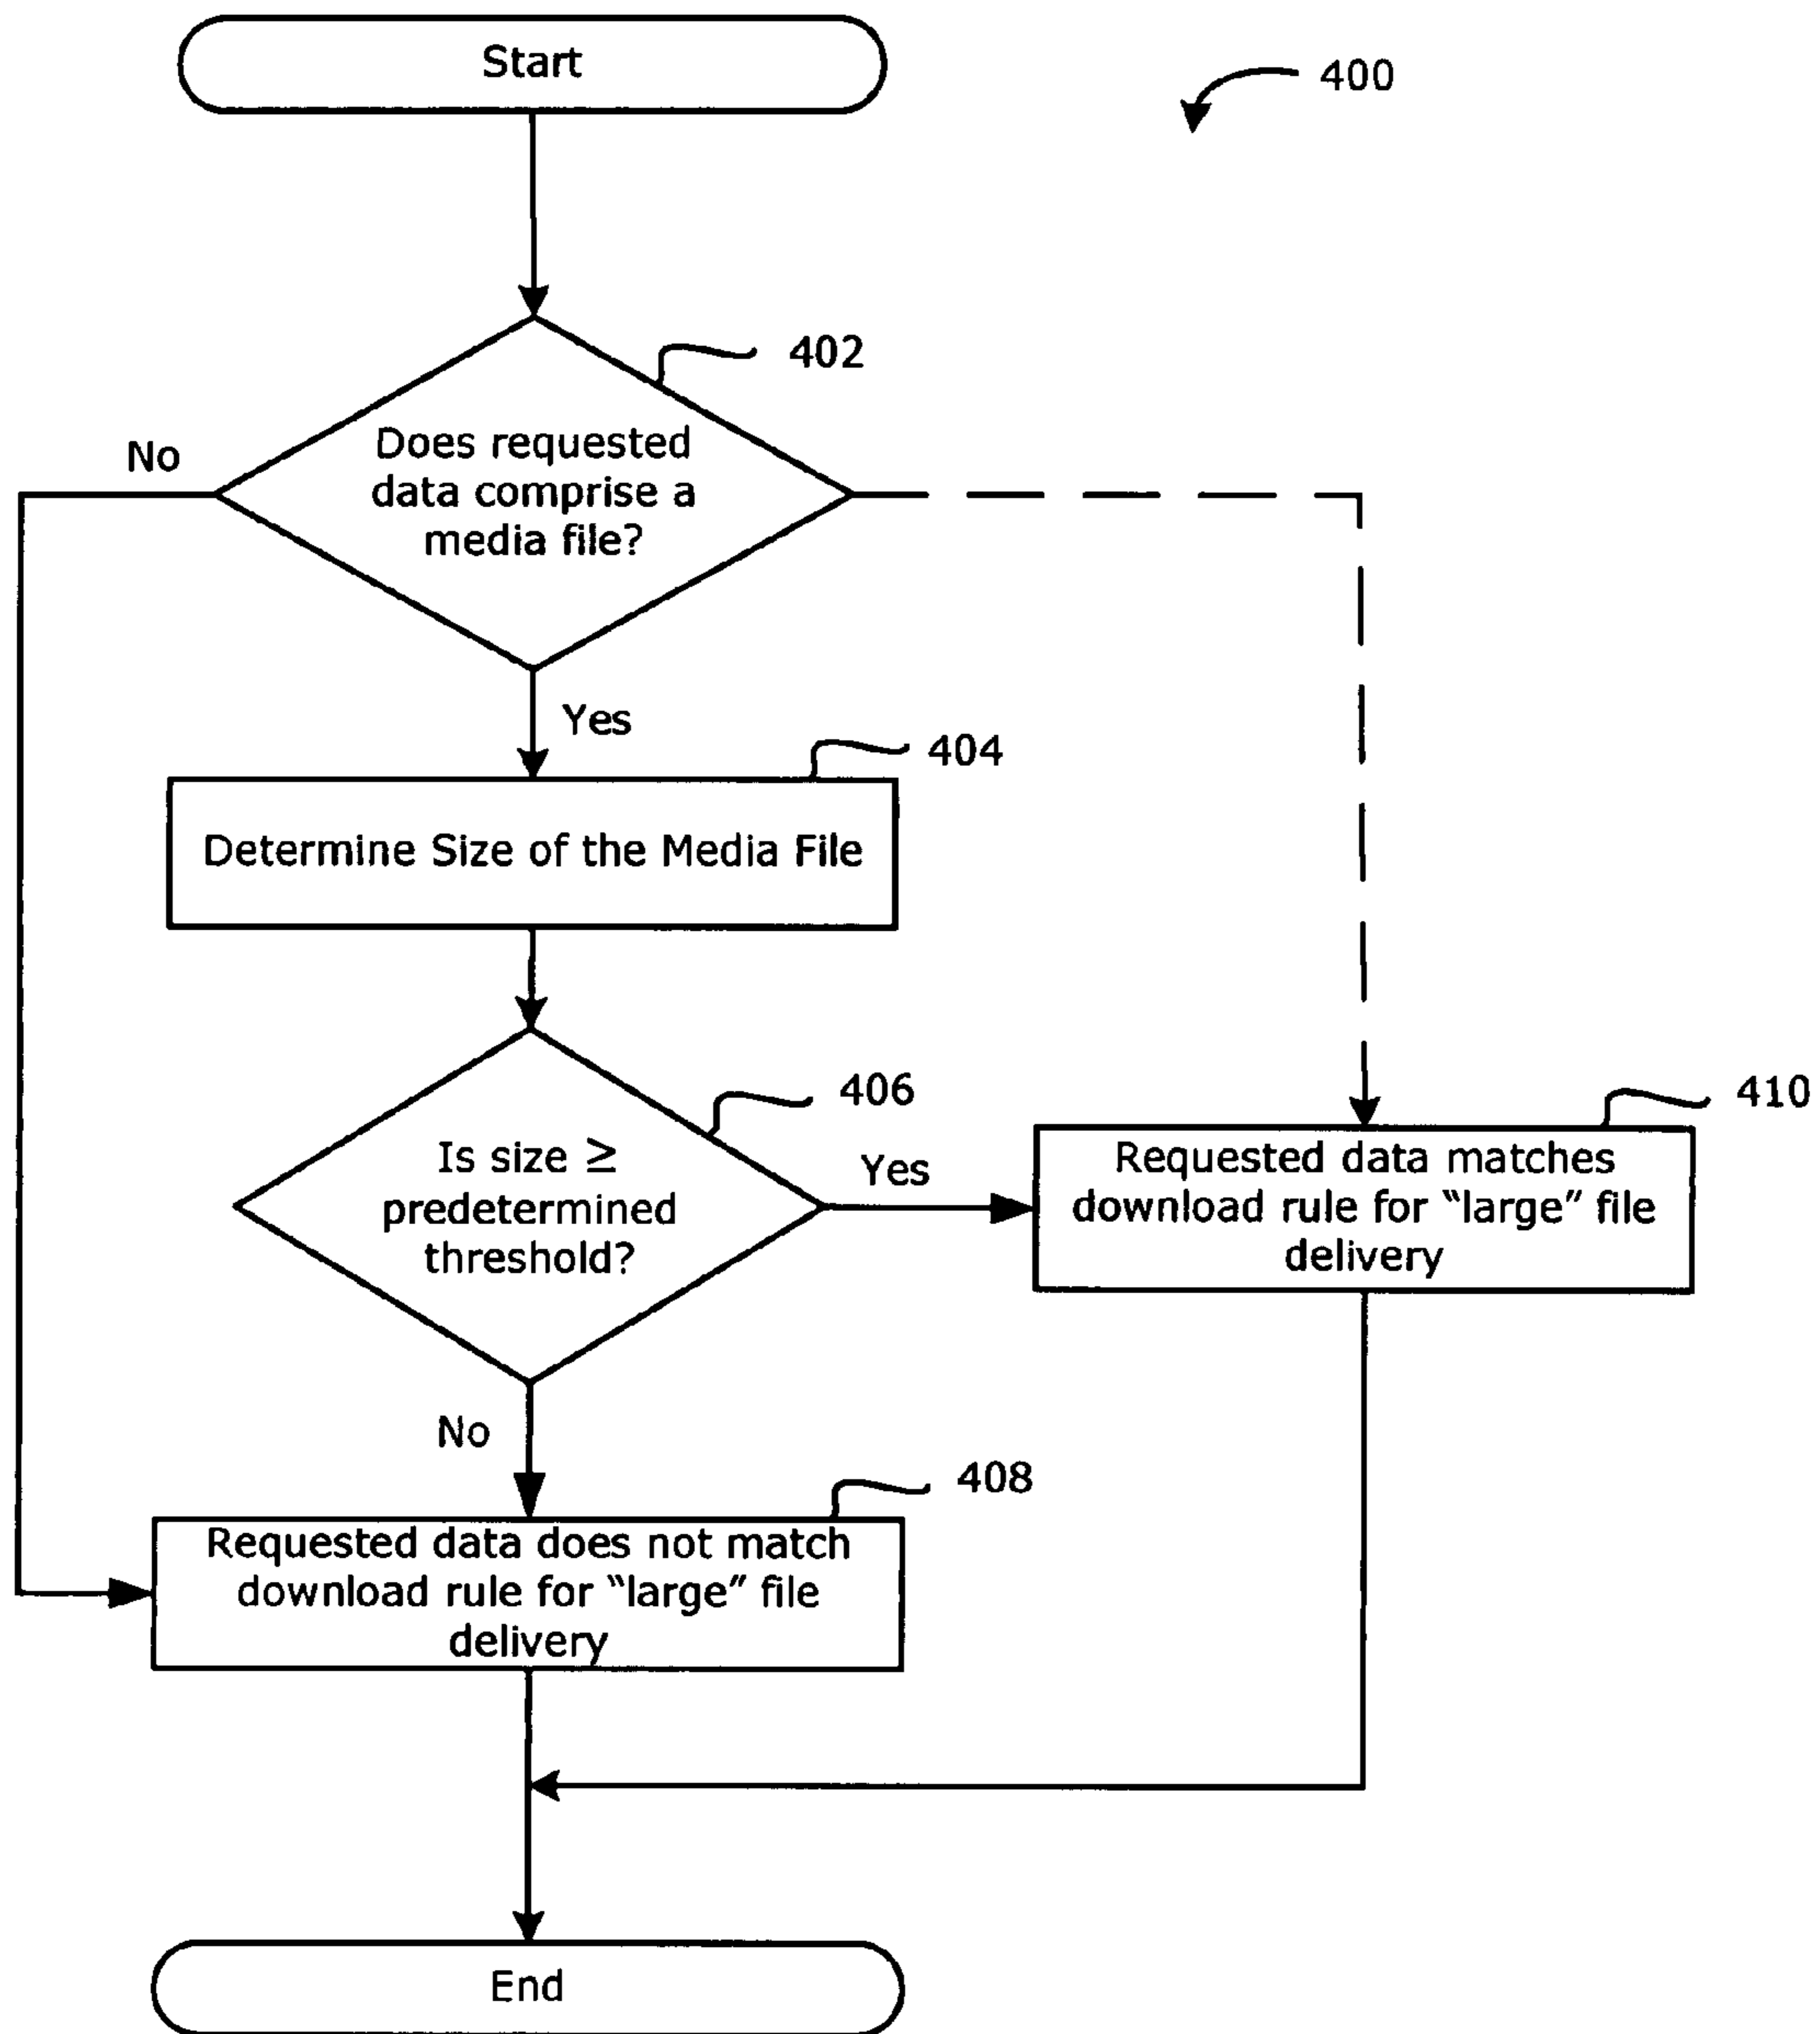 Start
400
402
No
Does requested
data comprise a
media file?
Yes
404
Determine Size of the Media File
406
410
Is size ≥
predetermined
threshold?
Yes
Requested data matches
download rule for “large” file
delivery
No
408
Requested data does not match
download rule for “large” file
delivery
End